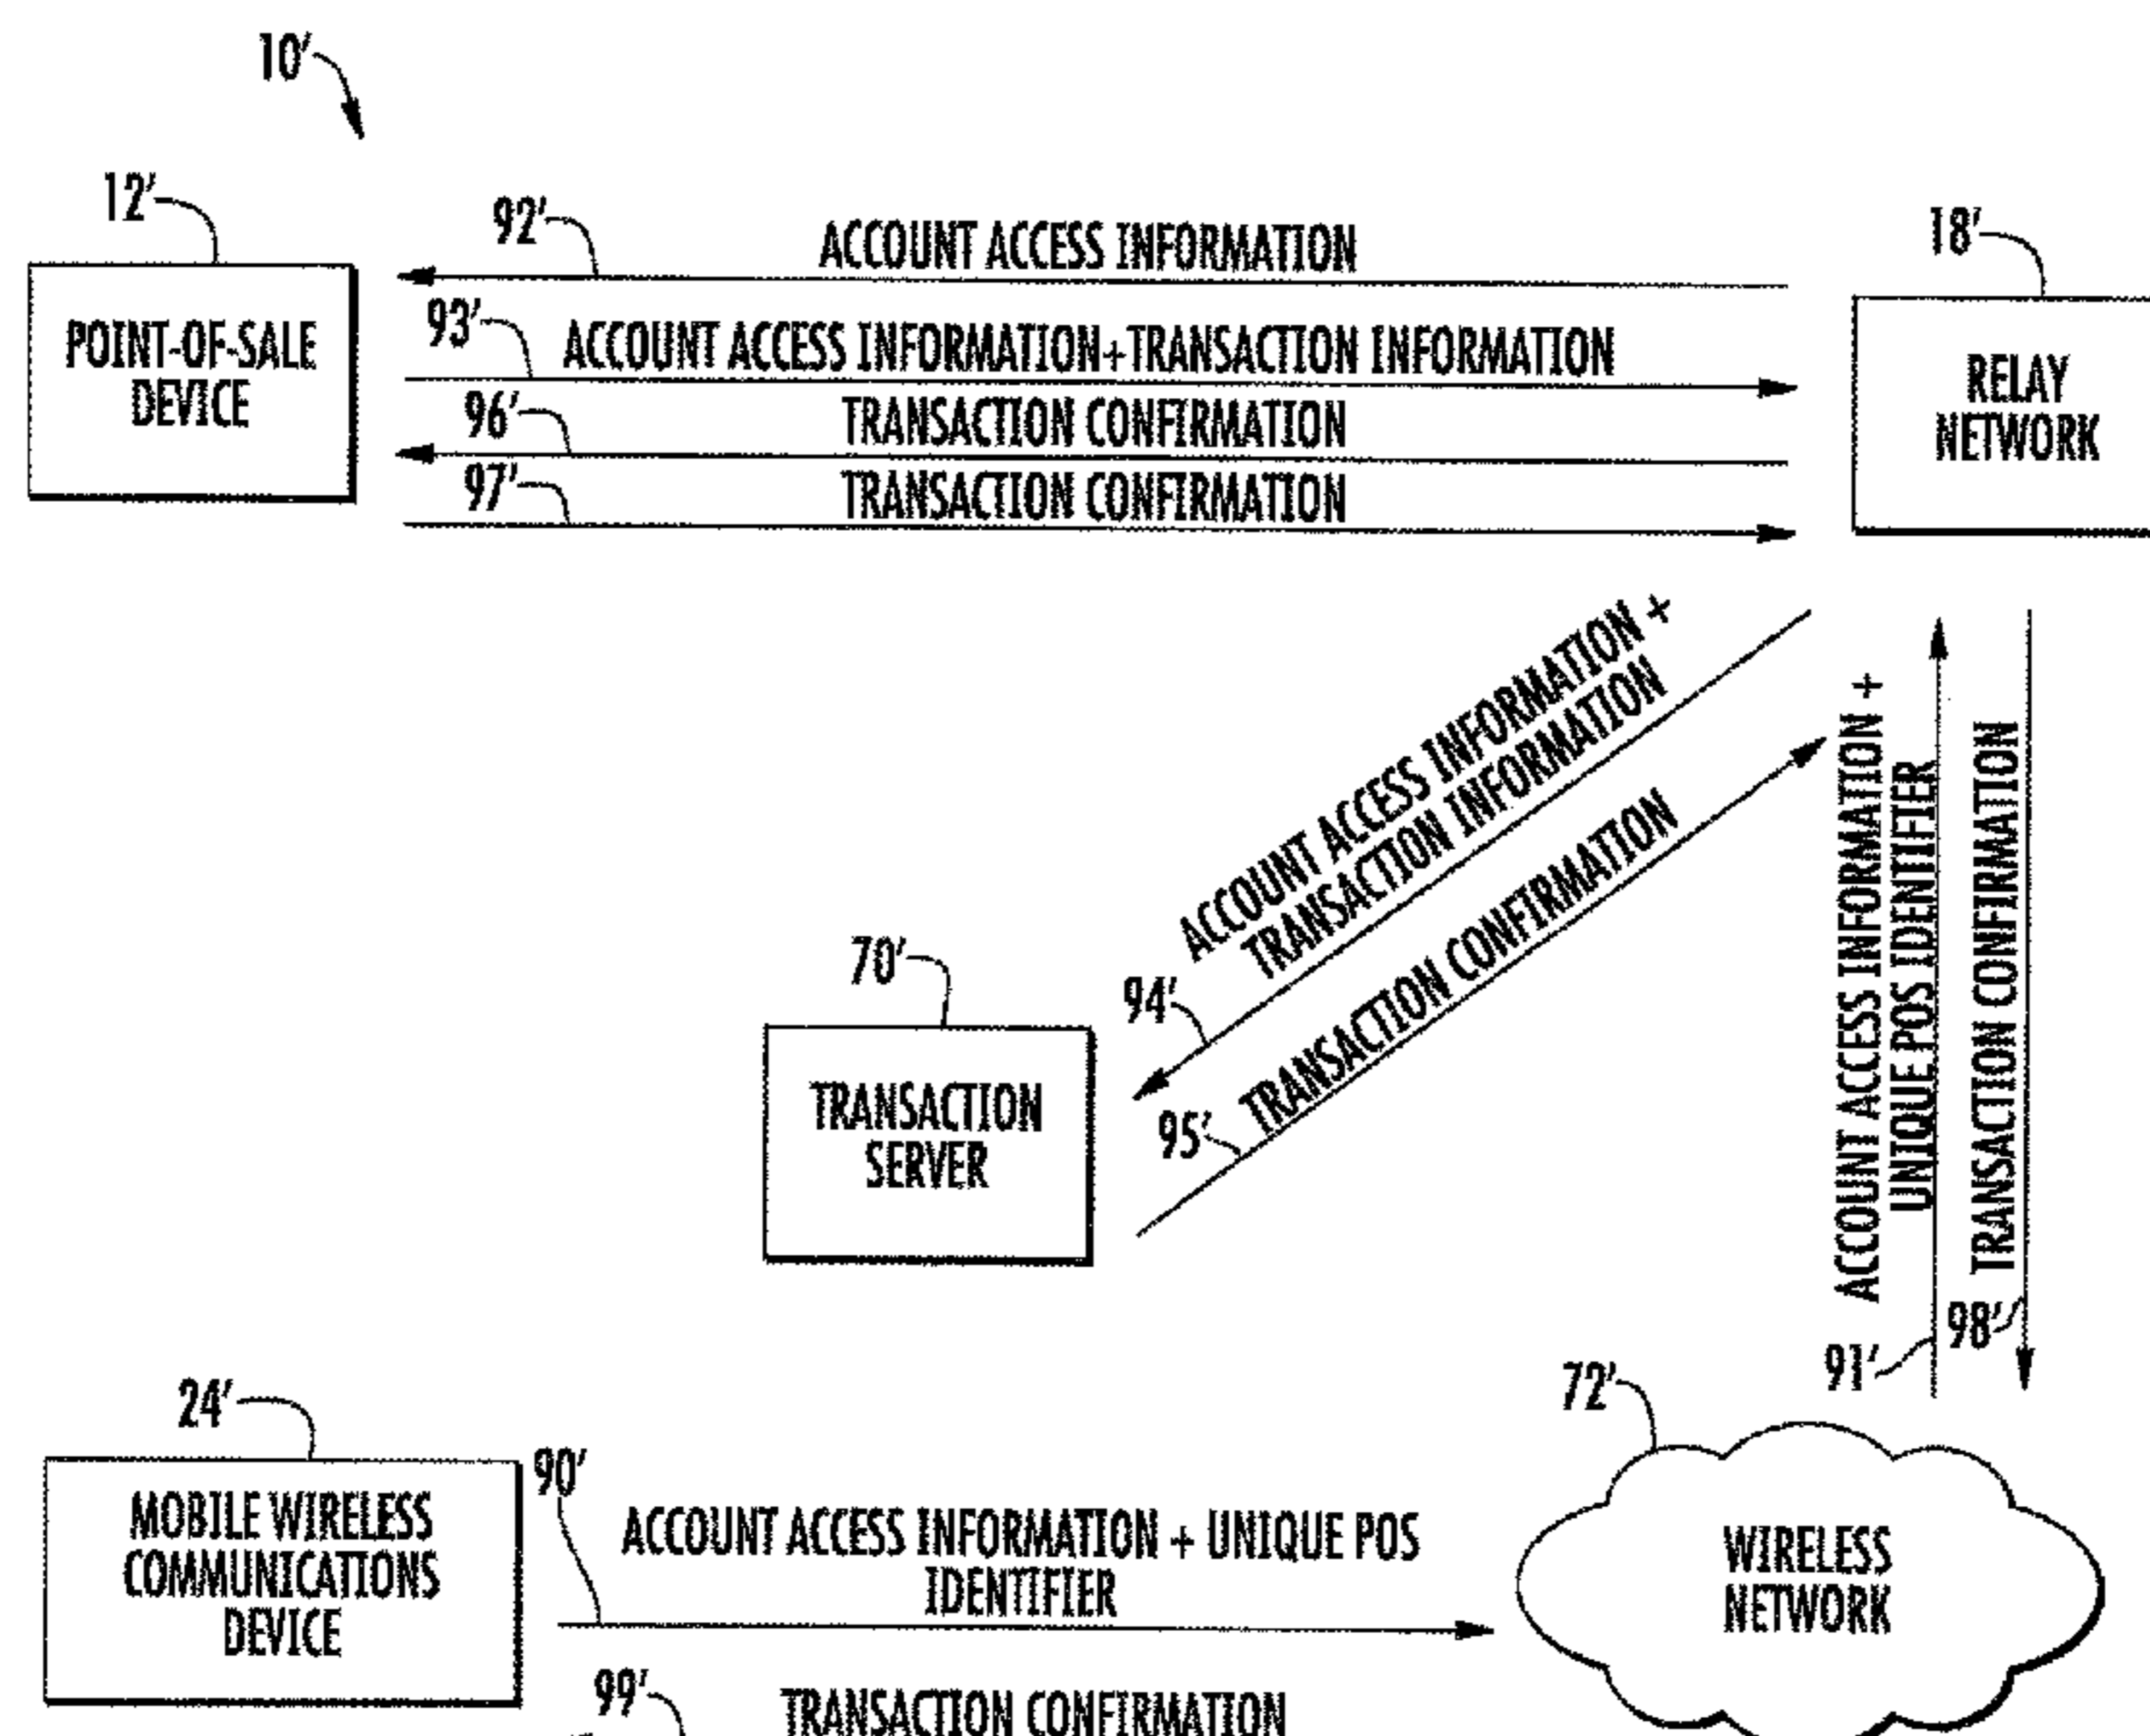 10'
12'
92'
ACCOUNT ACCESS INFORMATION
18'
POINT-OF-SALE
DEVICE
93'
ACCOUNT ACCESS INFORMATION+TRANSACTION INFORMATION
RELAY
NETWORK
96'
TRANSACTION CONFIRMATION
97'
TRANSACTION CONFIRMATION
ACCOUNT ACCESS INFORMATION +
TRANSACTION INFORMATION
94'
TRANSACTION CONFIRMATION
95'
ACCOUNT ACCESS INFORMATION +
UNIQUE POS IDENTIFIER
91'
TRANSACTION CONFIRMATION
98'
70'
TRANSACTION
SERVER
72'
WIRELESS
NETWORK
24'
MOBILE WIRELESS
COMMUNICATIONS
DEVICE
90'
ACCOUNT ACCESS INFORMATION + UNIQUE POS
IDENTIFIER
99'
TRANSACTION CONFIRMATION